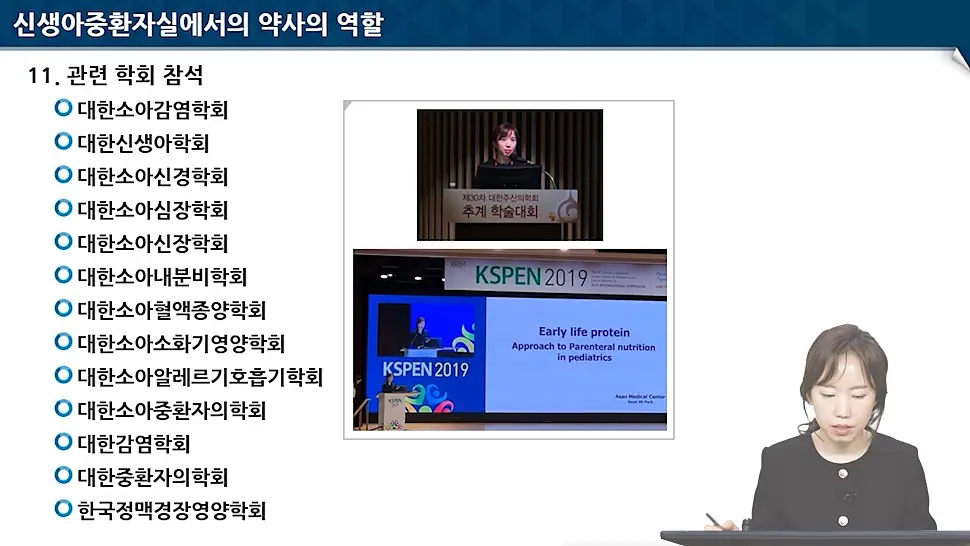 신생아중환자실에서의 약사의 역할
11. 관련 학회 참석
대한소아감염학회
대한신생아학회
대한소아신경학회
대한소아심장학회
대한소아신장학회
대한소아내분비학회
대한소아혈액종양학회
대한소아소화기영양학회
대한소아알레르기호흡기학회
대한소아중환자의학회
대한감염학회
대한중환자의학회
한국정맥경장영양학회
제30차 대한주산의학회
추계 학술대회
KSPEN 2019
Early life protein
Approach to Parenteral nutrition
in pediatrics
KSPEN 2019
Asan Medical Center
KSPEN